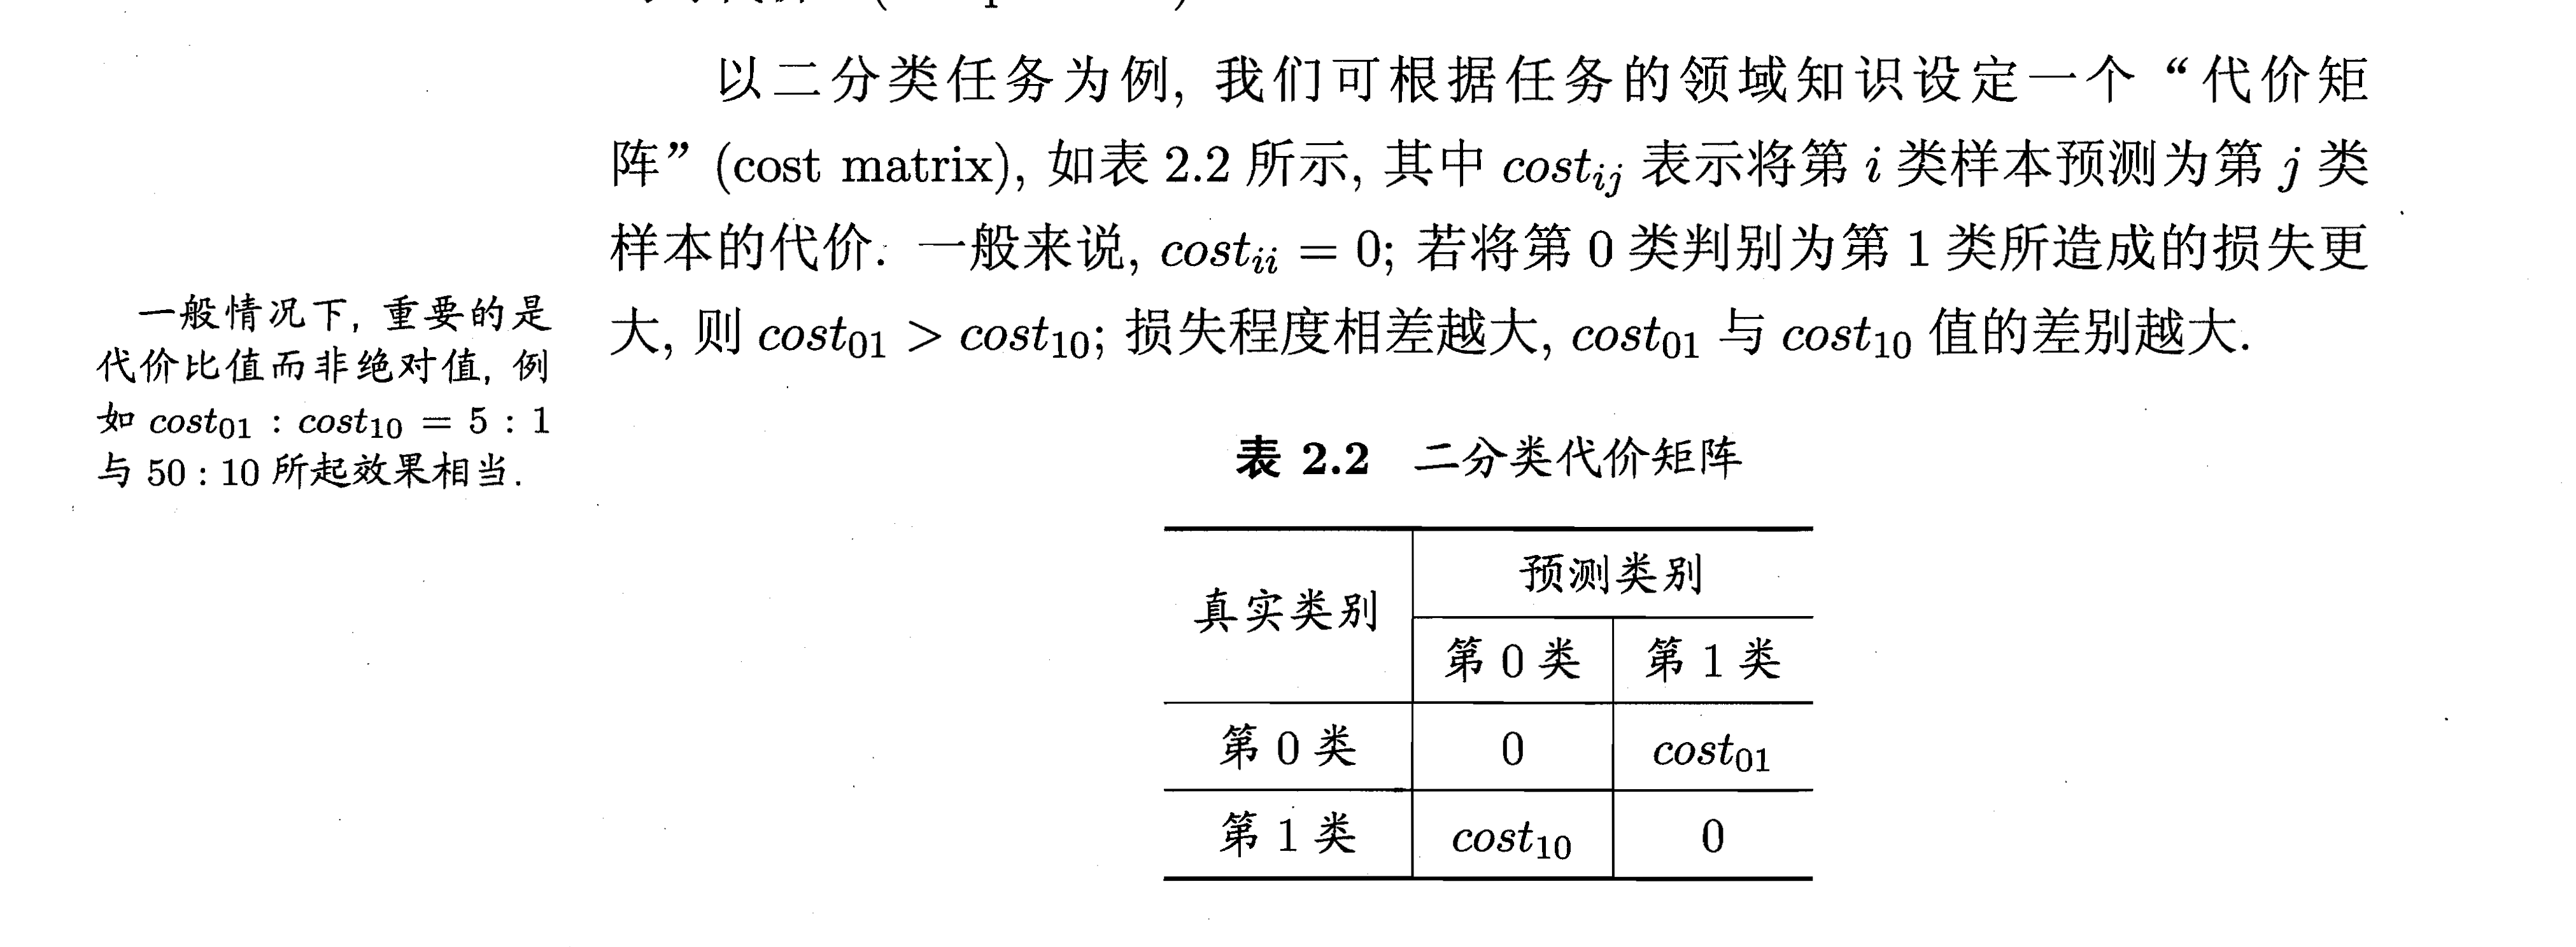 以二分类任务为例, 我们可根据任务的领域知识设定一个 “代价矩
阵” (cost matrix), 如表 2.2 所示, 其中 cost_{ij} 表示将第 i 类样本预测为第 j 类
样本的代价. 一般来说, cost_{ii} = 0; 若将第 0 类判别为第 1 类所造成的损失更
大, 则 cost_{01} > cost_{10}; 损失程度相差越大, cost_{01} 与 cost_{10} 值的差别越大.
一般情况下, 重要的是
代价比值而非绝对值, 例
如 cost_{01} : cost_{10} = 5 : 1
与 50 : 10 所起效果相当.
表 2.2 二分类代价矩阵
真实类别 预测类别
第 0 类 第 1 类
第 0 类 0 cost_{01}
第 1 类 cost_{10} 0